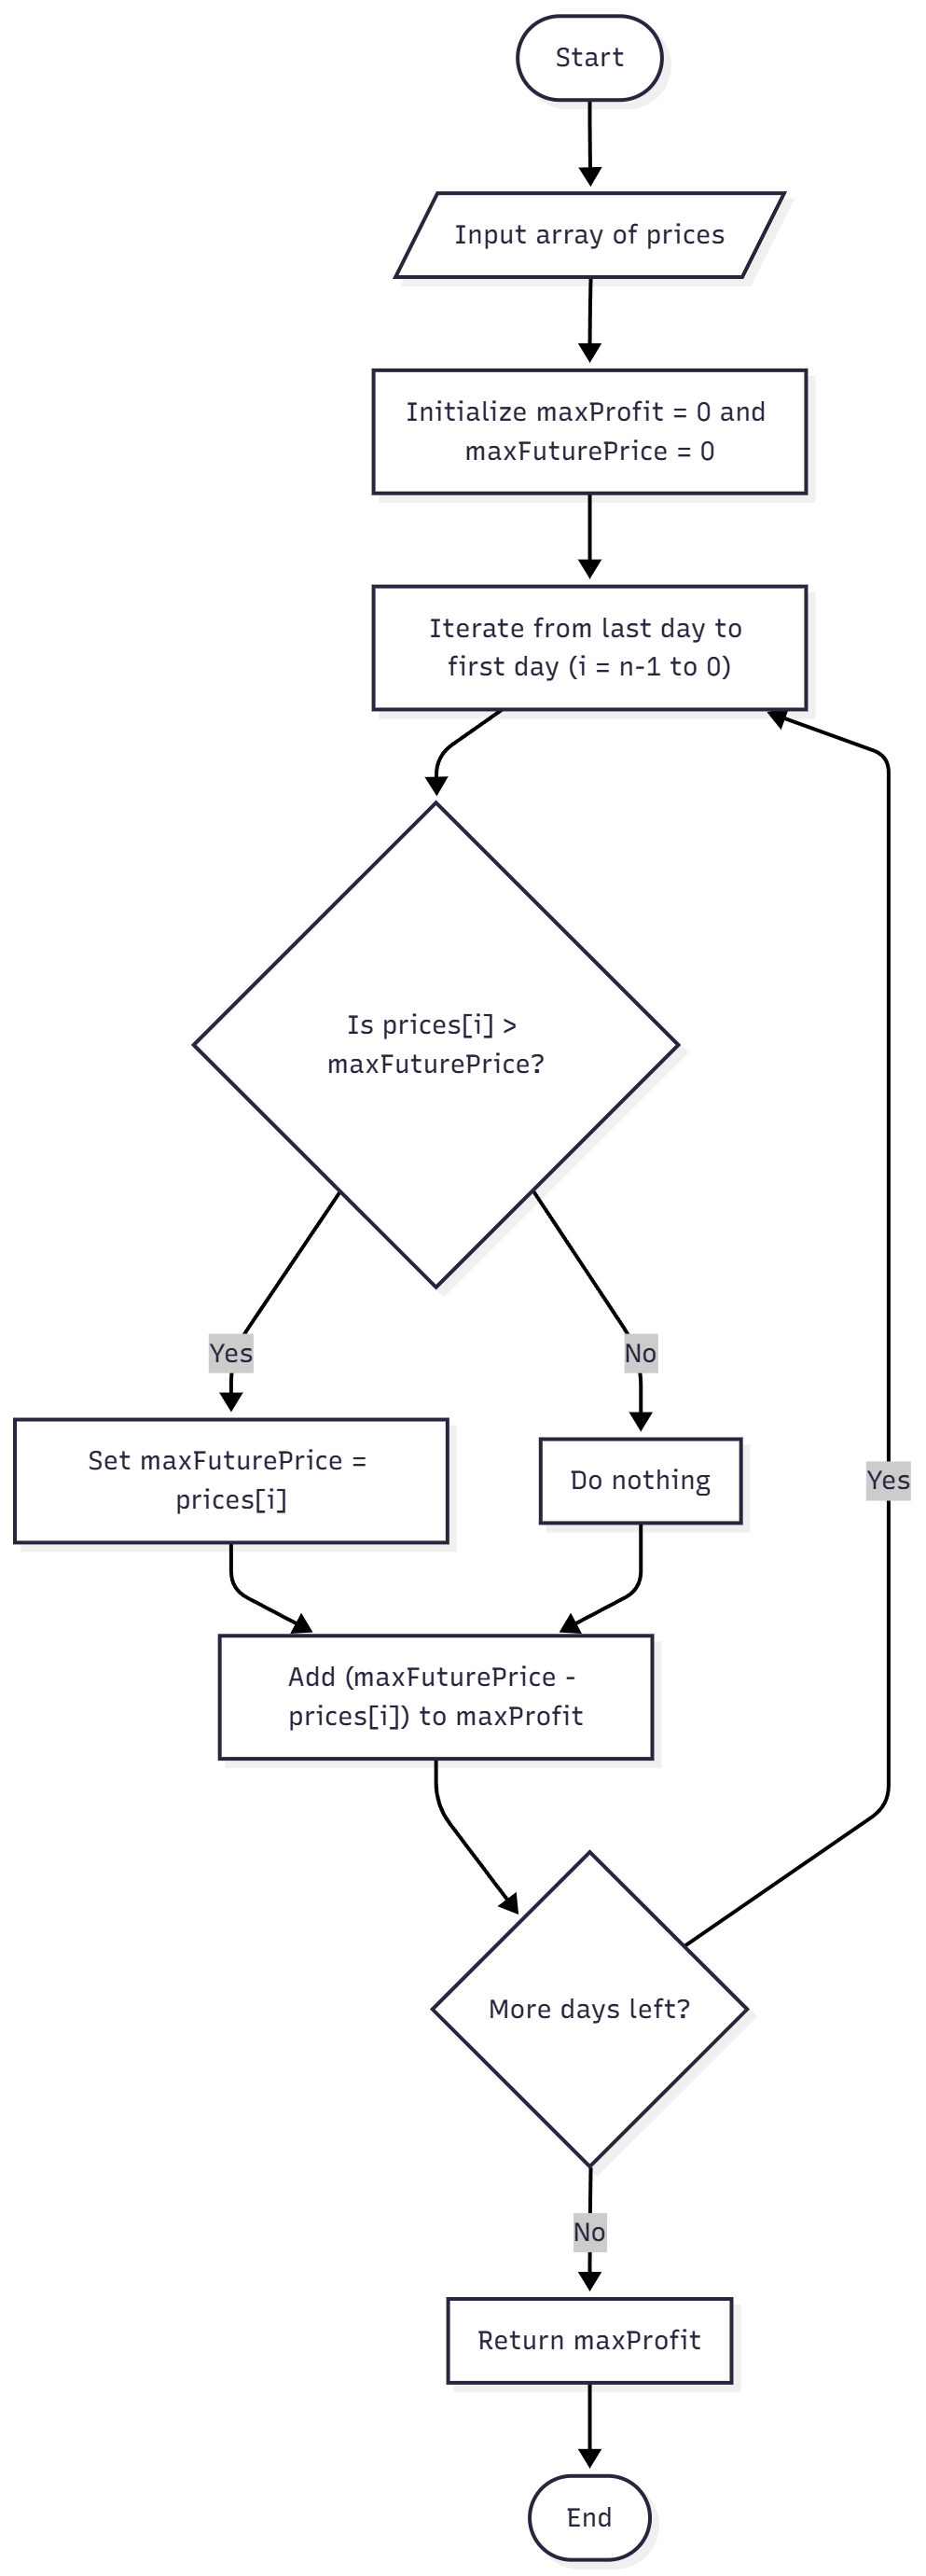 Start
Input array of prices
Initialize maxProfit = 0 and
maxFuturePrice = 0
Iterate from last day to
first day (i = n-1 to 0)
Is prices[i] >
maxFuturePrice?
Yes
No
Set maxFuturePrice =
prices[i]
Do nothing
Yes
Add (maxFuturePrice -
prices[i]) to maxProfit
More days left?
No
Return maxProfit
End